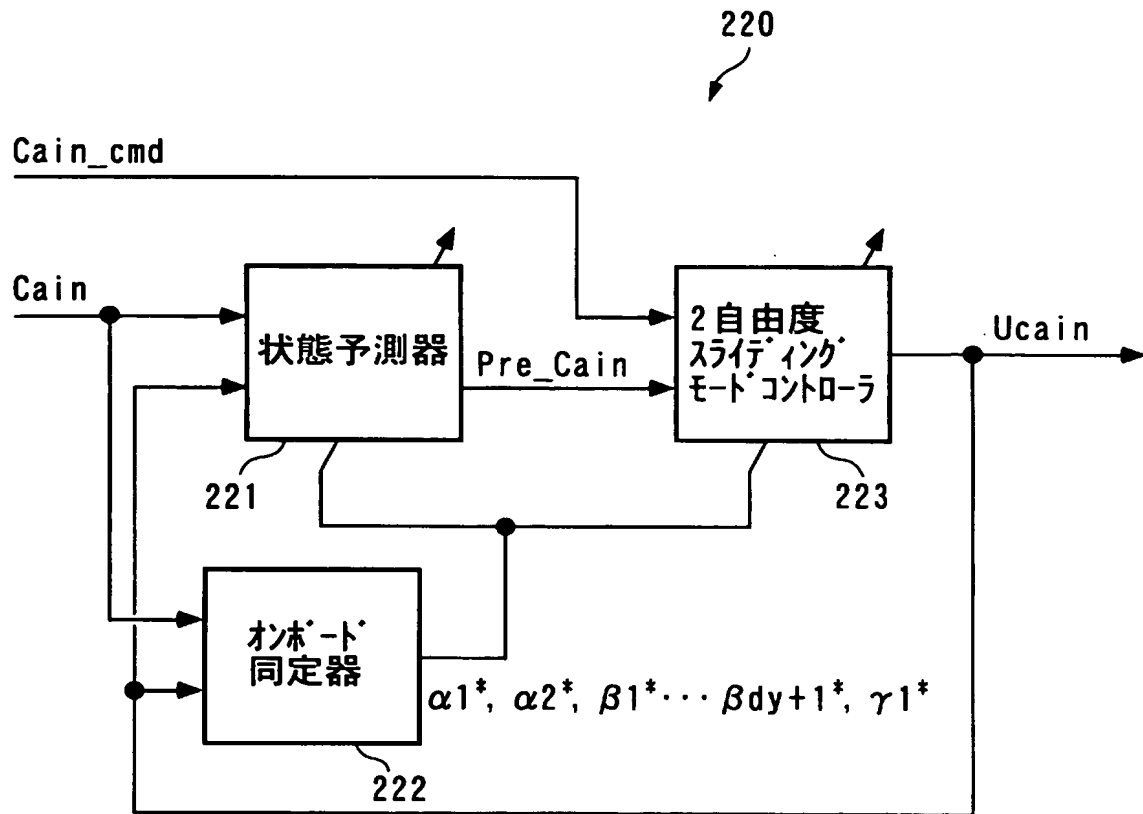 220
Cain_cmd
Cain
状態予測器
Pre_Cain
2自由度
ｽﾗｲﾃﾞｨﾝｸﾞ
ﾓｰﾄﾞｺﾝﾄﾛｰﾗ
Ucain
221
223
ｵﾝﾎﾞｰﾄﾞ
同定器
α1*, α2*, β1*･･･βdy+1*, γ1*
222